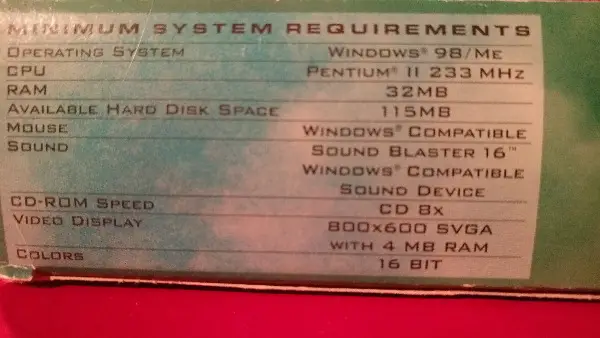 MINIMUM SYSTEM REQUIREMENTS
OPERATING SYSTEM WINDOWS® 98/ME
CPU PENTIUM® II 233 MHZ
RAM 32MB
AVAILABLE HARD DISK SPACE 115MB
MOUSE WINDOWS® COMPATIBLE
SOUND SOUND BLASTER 16™
WINDOWS® COMPATIBLE
SOUND DEVICE
CD-ROM SPEED CD 8X
VIDEO DISPLAY 800X600 SVGA
WITH 4 MB RAM
COLORS 16 BIT